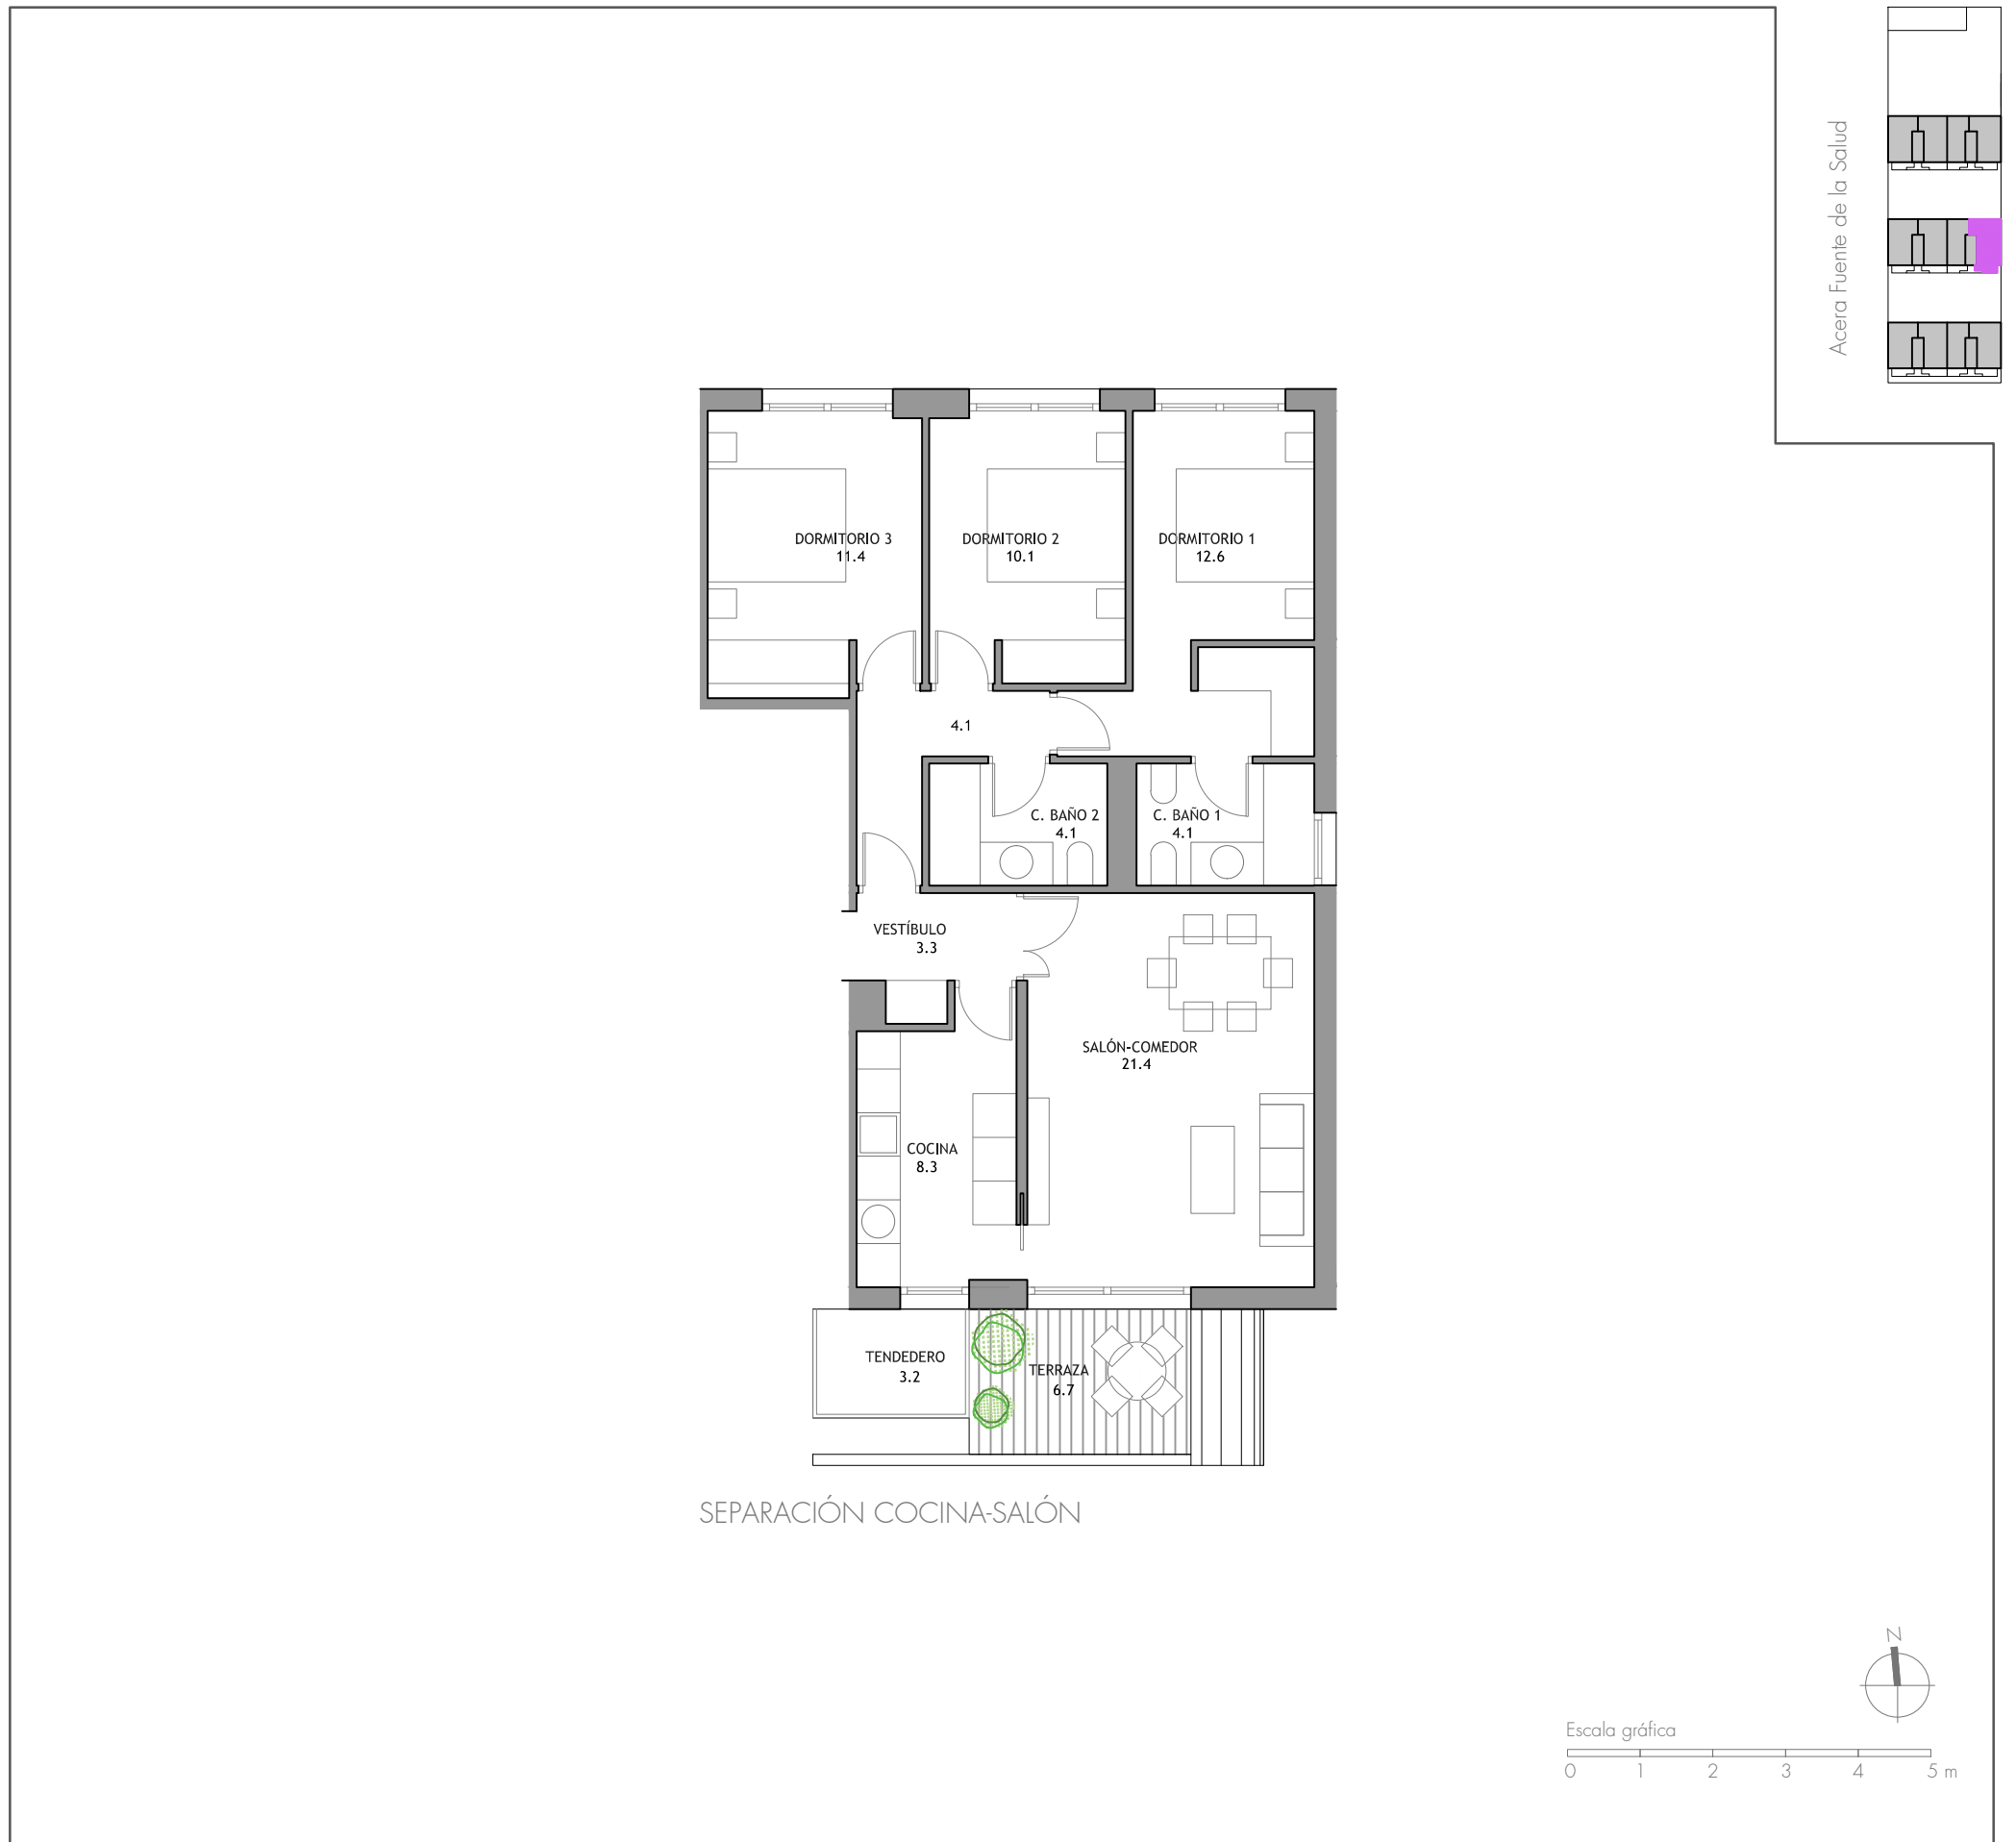 Acera Fuente de la Salud
DORMITORIO 3
11.4
DORMITORIO 2
10.1
DORMITORIO 1
12.6
4.1
C. BAÑO 2
4.1
C. BAÑO 1
4.1
VESTÍBULO
3.3
SALÓN-COMEDOR
21.4
COCINA
8.3
TENDEDERO
3.2
TERRAZA
6.7
SEPARACIÓN COCINA-SALÓN
N
Escala gráfica
0 1 2 3 4 5 m